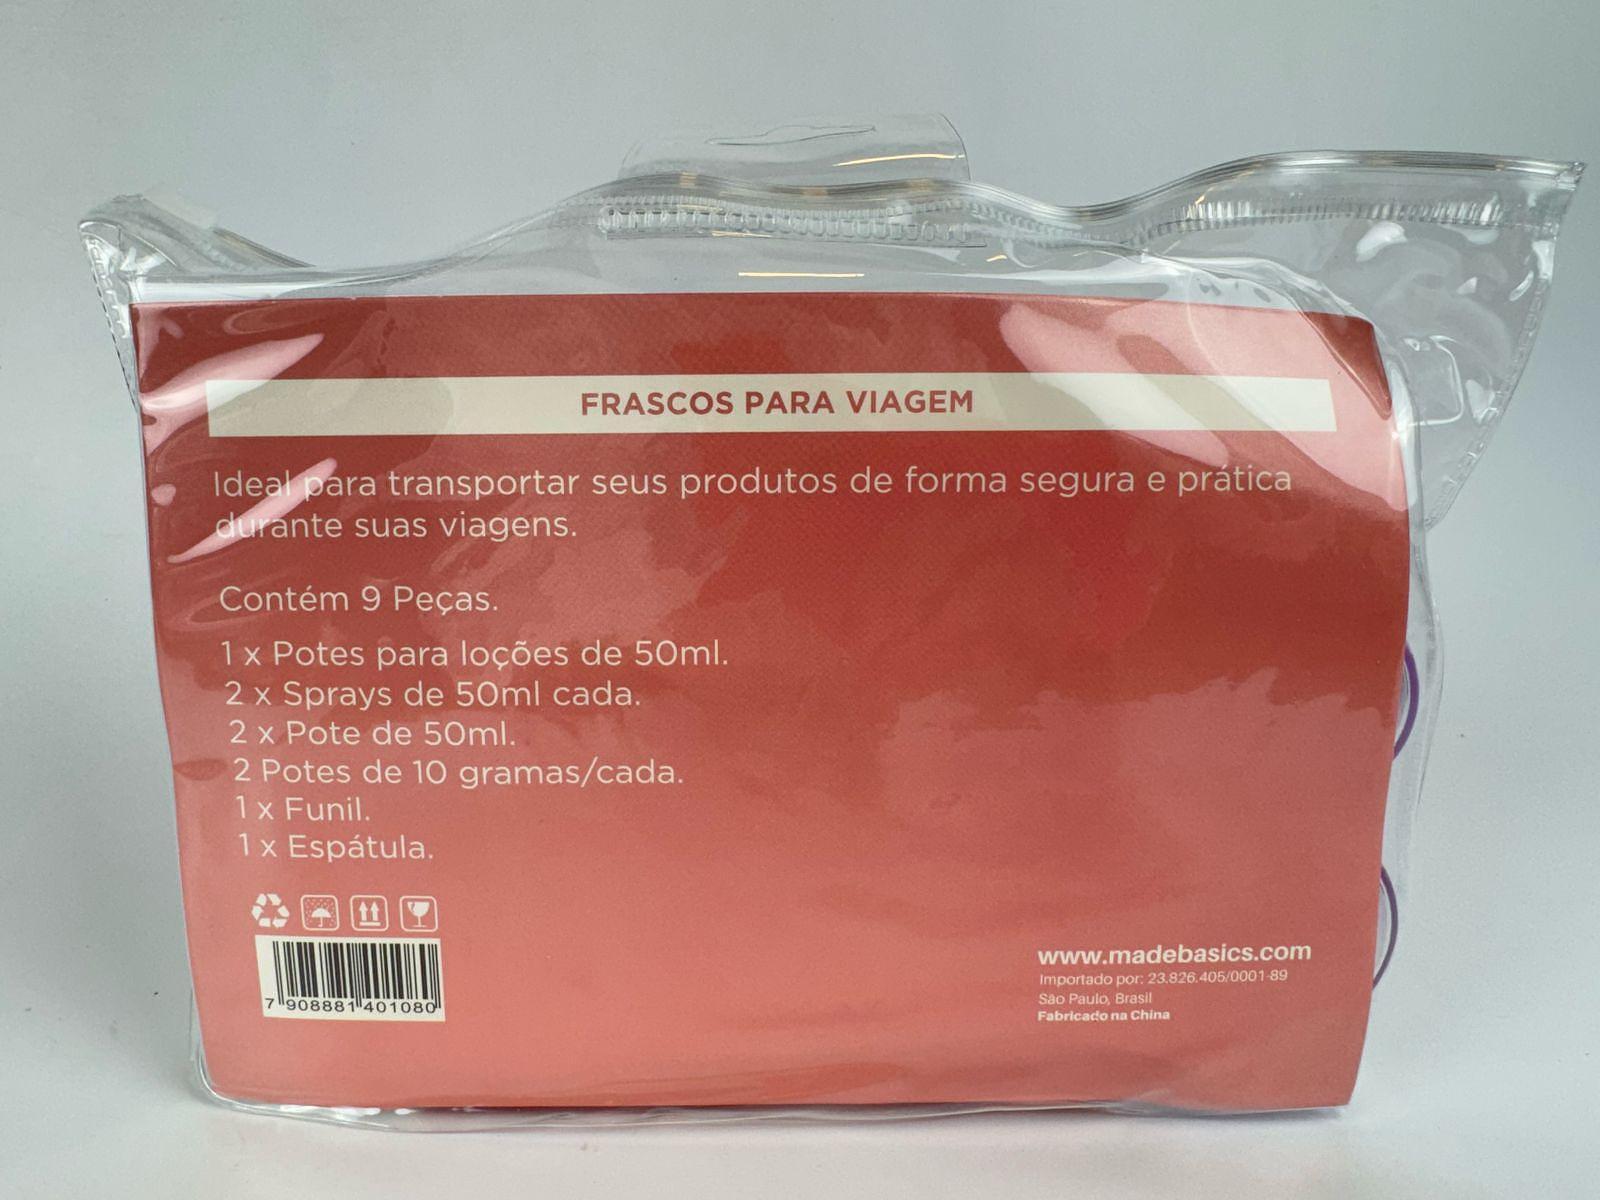 FRASCOS PARA VIAGEM
Ideal para transportar seus produtos de forma segura e prática
durante suas viagens.
Contém 9 Peças.
1 x Potes para loções de 50ml.
2 x Sprays de 50ml cada.
2 x Pote de 50ml.
2 Potes de 10 gramas/cada.
1 x Funil.
1 x Espátula.
7 908881 401080
www.madebasics.com
Importado por: 23.826.405/0001-89
São Paulo, Brasil
Fabricado na China